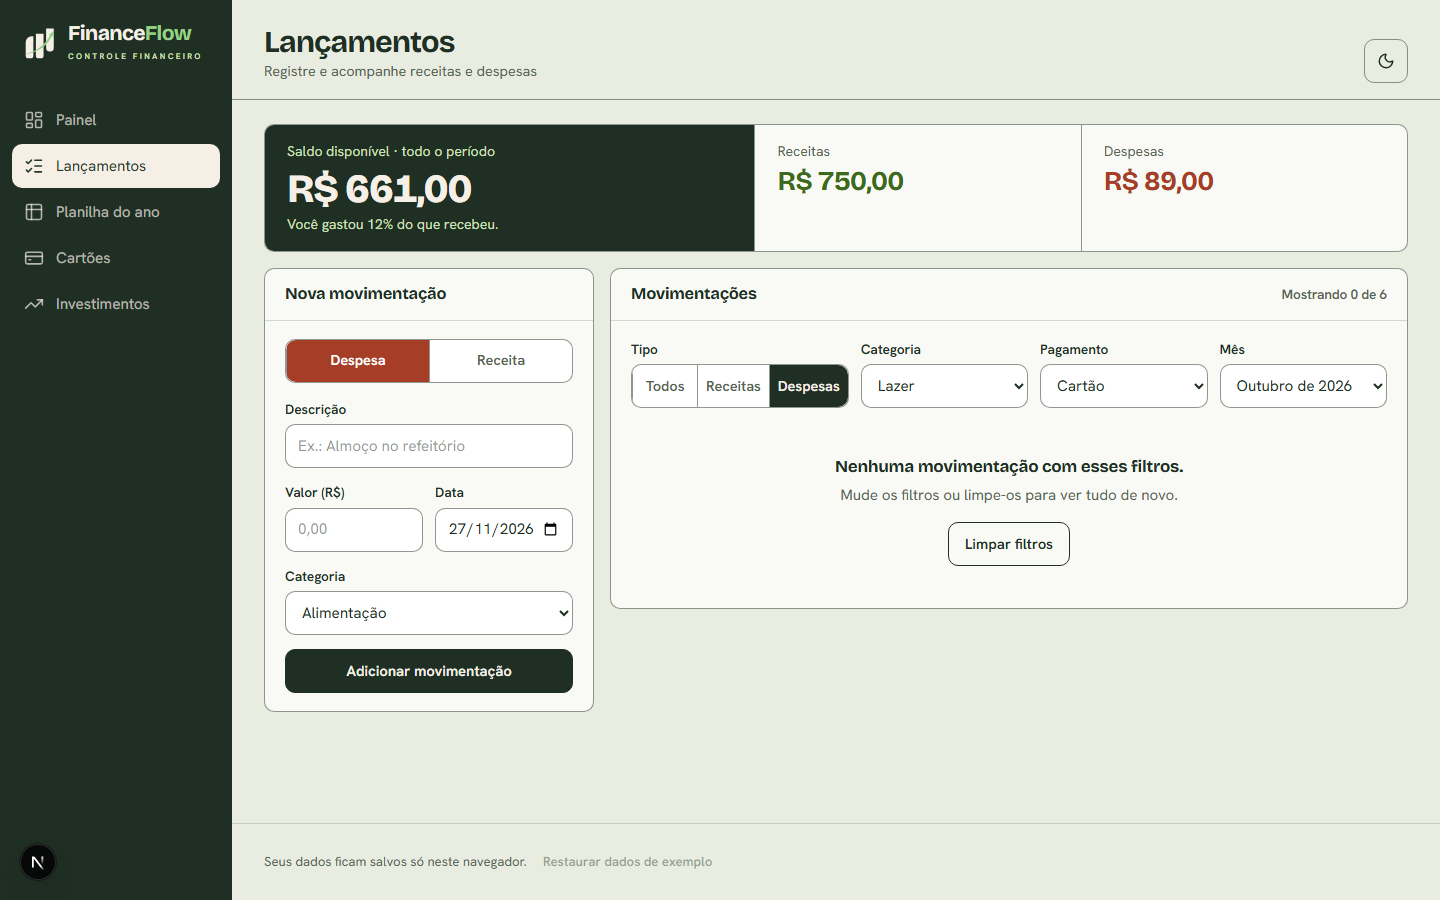 FinanceFlow
CONTROLE FINANCEIRO
Painel
Lançamentos
Planilha do ano
Cartões
Investimentos
N
Lançamentos
Registre e acompanhe receitas e despesas
Saldo disponível · todo o período
R$ 661,00
Você gastou 12% do que recebeu.
Receitas
R$ 750,00
Despesas
R$ 89,00
Nova movimentação
Despesa
Receita
Descrição
Ex.: Almoço no refeitório
Valor (R$)
Data
0,00
27/11/2026
Categoria
Alimentação
Adicionar movimentação
Movimentações
Mostrando 0 de 6
Tipo
Categoria
Pagamento
Mês
Todos
Receitas
Despesas
Lazer
Cartão
Outubro de 2026
Nenhuma movimentação com esses filtros.
Mude os filtros ou limpe-os para ver tudo de novo.
Limpar filtros
Seus dados ficam salvos só neste navegador.
Restaurar dados de exemplo